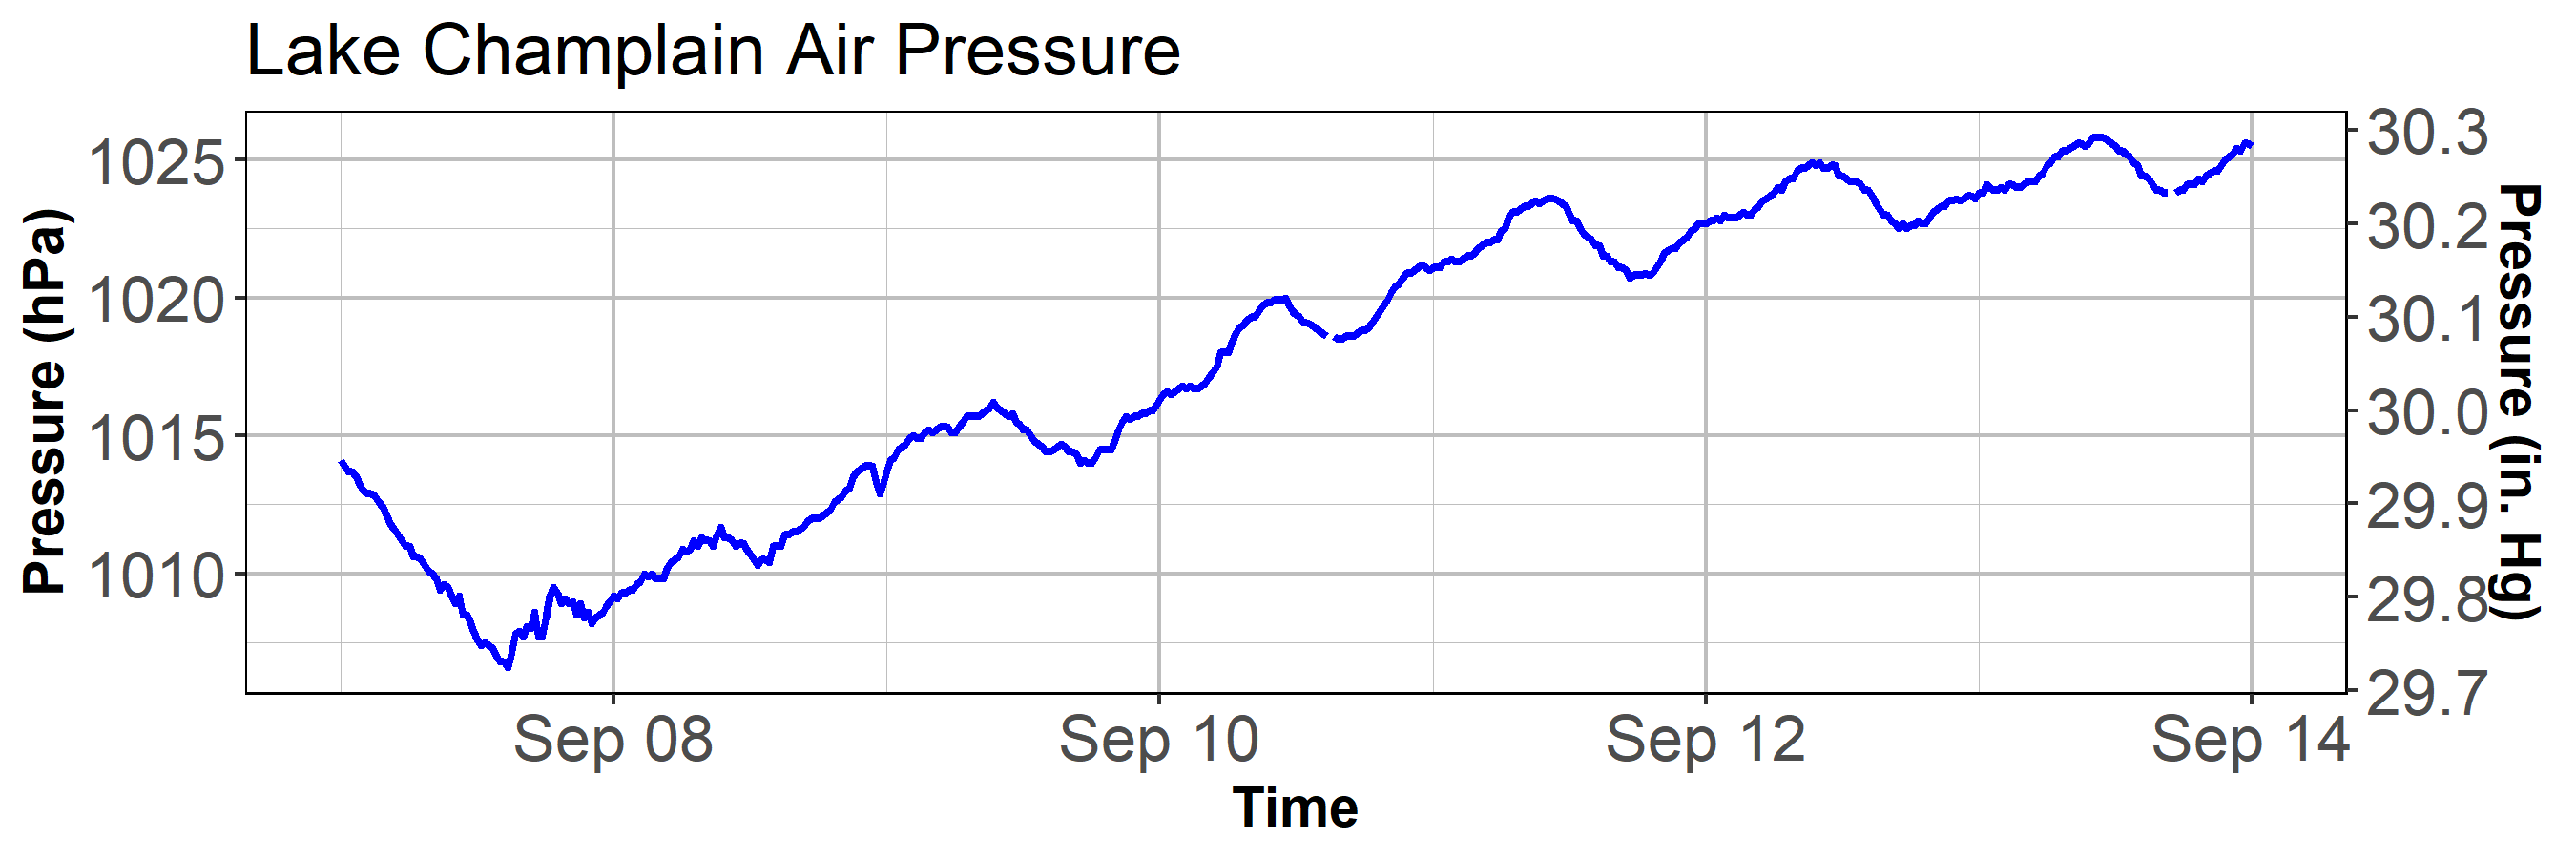 Lake Champlain Air Pressure
Pressure (hPa)
1025
1020
1015
1010
30.3
30.2
30.1
30.0
29.9
29.8
29.7
Pressure (in. Hg)
Sep 08
Sep 10
Sep 12
Sep 14
Time